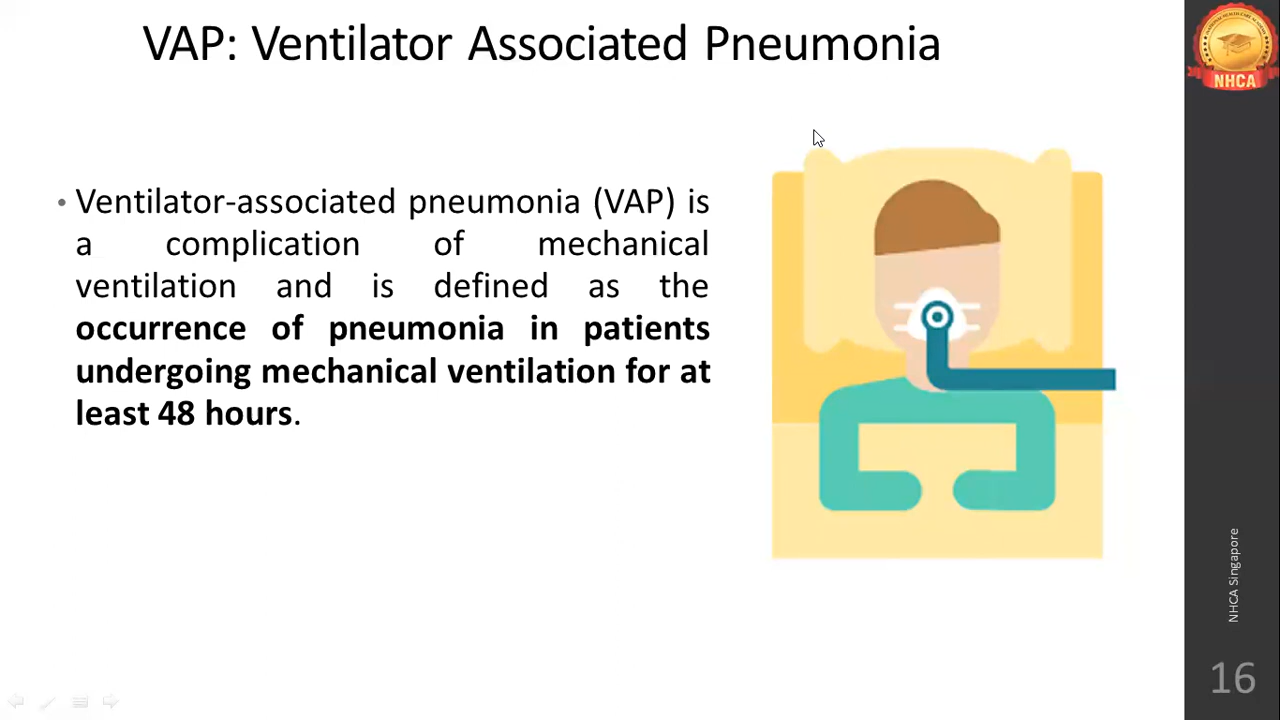 VAP: Ventilator Associated Pneumonia
• Ventilator-associated pneumonia (VAP) is
a complication of mechanical
ventilation and is defined as the
occurrence of pneumonia in patients
undergoing mechanical ventilation for at
least 48 hours.
NHCA
NHCA Singapore
16